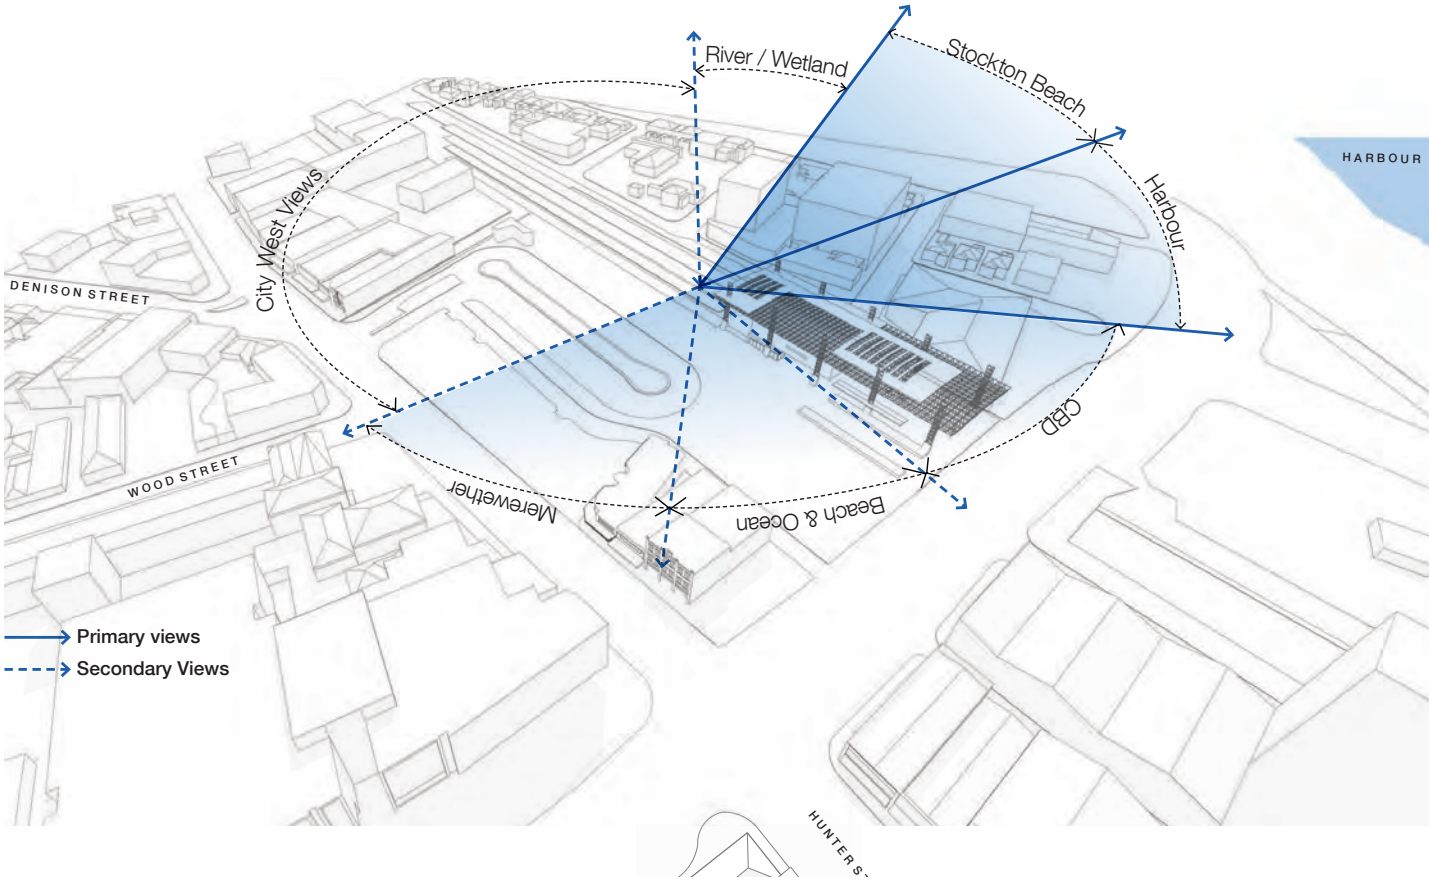 River / Wetland
Stockton Beach
HARBOUR
Harbour
City West Views
DENISON STREET
CBD
WOOD STREET
Merewether
Beach & Ocean
Primary views
Secondary Views
HUNTER S